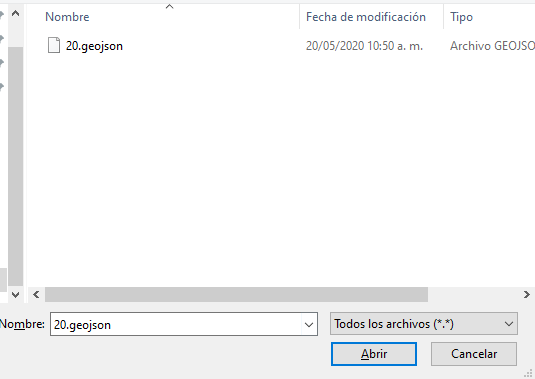 Nombre Fecha de modificación Tipo
20.geojson 20/05/2020 10:50 a. m. Archivo GEOJSO
Nombre: 20.geojson Todos los archivos (*.*)
Abrir Cancelar